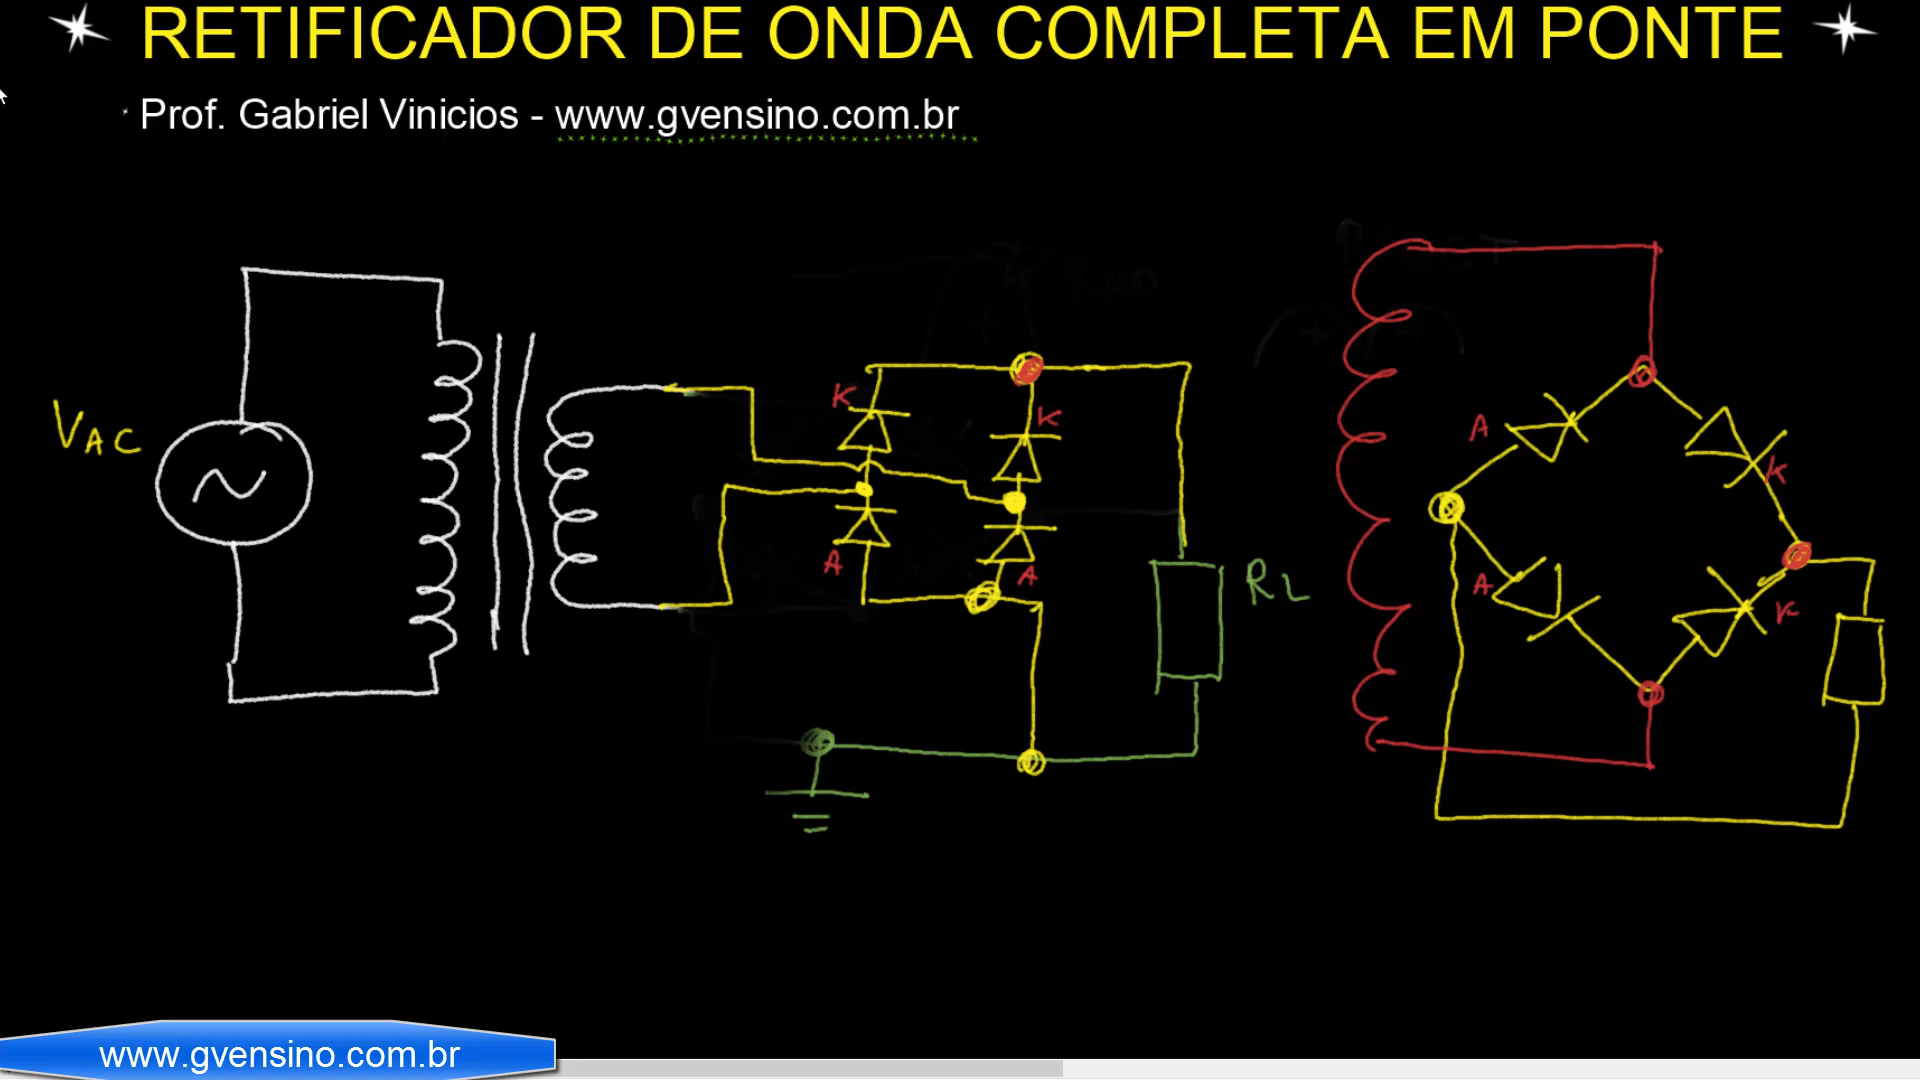 RETIFICADOR DE ONDA COMPLETA EM PONTE
Prof. Gabriel Vinicios - www.gvensino.com.br
VAC
K
K
A
A
RL
A
K
A
K
www.gvensino.com.br